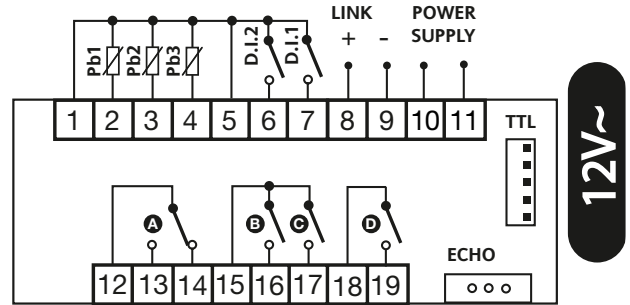 LINK
POWER
+ -
SUPPLY
Pb1
Pb2
Pb3
D.I.2
D.I.1
1 2 3 4 5 6 7 8 9 10 11
TTL
12V~
A
B
C
D
ECHO
12 13 14 15 16 17 18 19